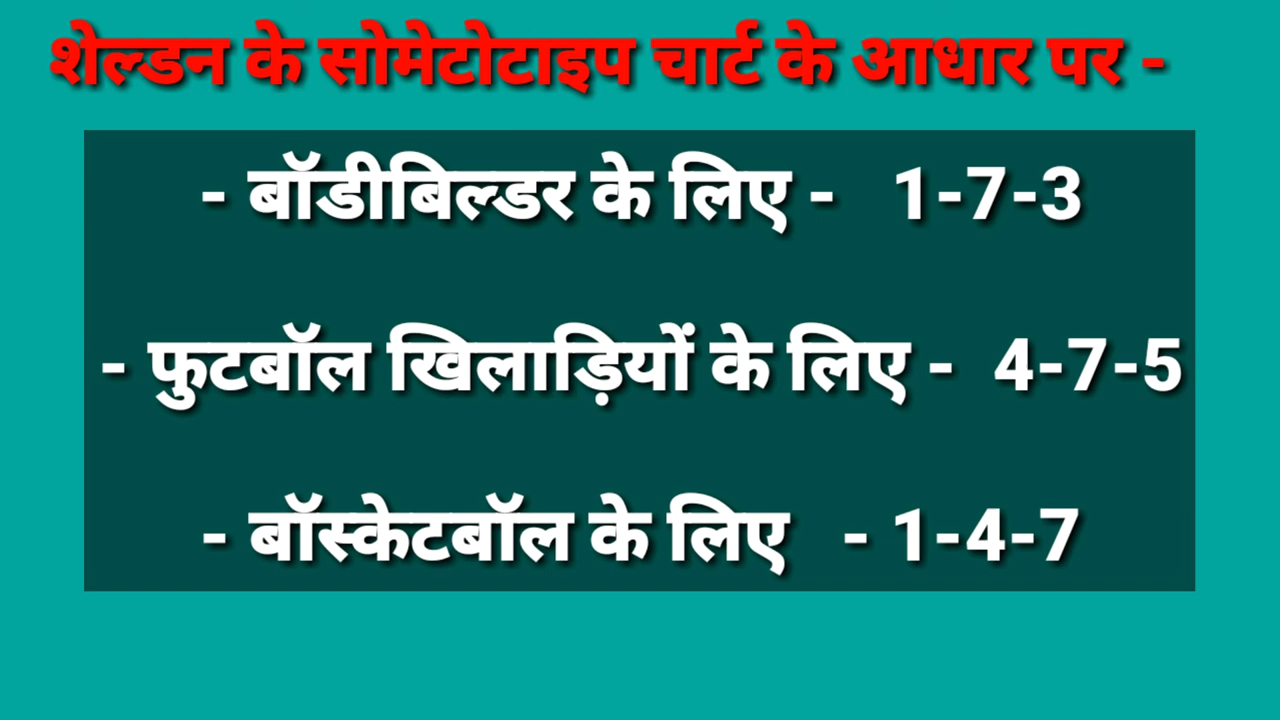 शेल्डन के सोमेटोटाइप चार्ट के आधार पर -
- बॉडीबिल्डर के लिए - 1-7-3
- फुटबॉल खिलाड़ियों के लिए - 4-7-5
- बॉस्केटबॉल के लिए - 1-4-7